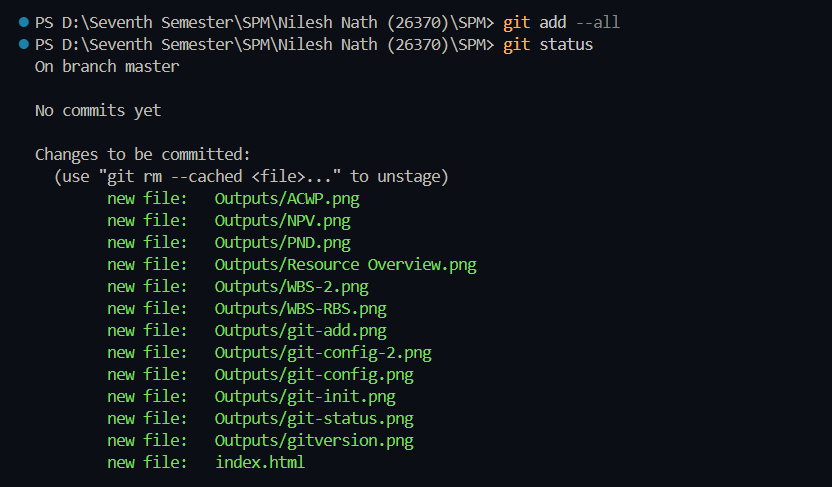 PS D:\Seventh Semester\SPM\Nilesh Nath (26370)\SPM> git add --all
PS D:\Seventh Semester\SPM\Nilesh Nath (26370)\SPM> git status
On branch master
No commits yet
Changes to be committed:
(use "git rm --cached <file>..." to unstage)
new file: Outputs/ACWP.png
new file: Outputs/NPV.png
new file: Outputs/PND.png
new file: Outputs/Resource Overview.png
new file: Outputs/WBS-2.png
new file: Outputs/WBS-RBS.png
new file: Outputs/git-add.png
new file: Outputs/git-config-2.png
new file: Outputs/git-config.png
new file: Outputs/git-init.png
new file: Outputs/git-status.png
new file: Outputs/gitversion.png
new file: index.html